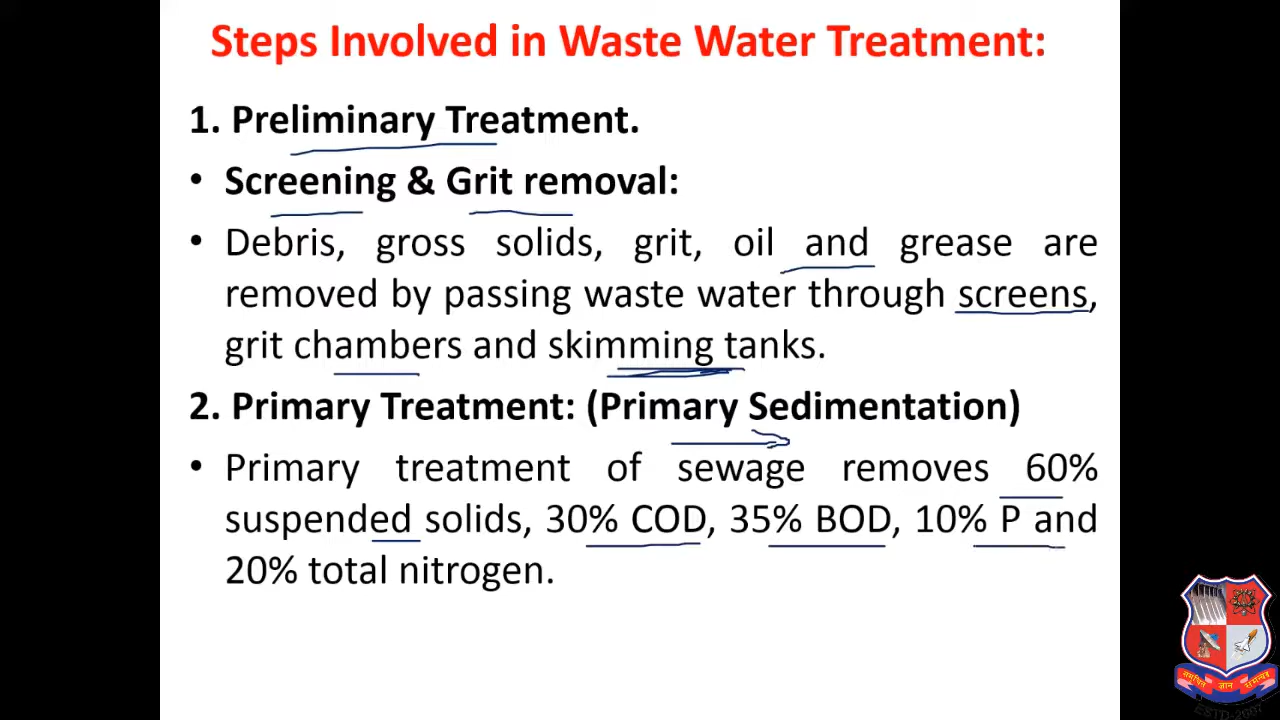 Steps Involved in Waste Water Treatment:
1. Preliminary Treatment.
• Screening & Grit removal:
• Debris, gross solids, grit, oil and grease are
removed by passing waste water through screens,
grit chambers and skimming tanks.
2. Primary Treatment: (Primary Sedimentation)
• Primary treatment of sewage removes 60%
suspended solids, 30% COD, 35% BOD, 10% P and
20% total nitrogen.
ज्ञान
ESTD-2007